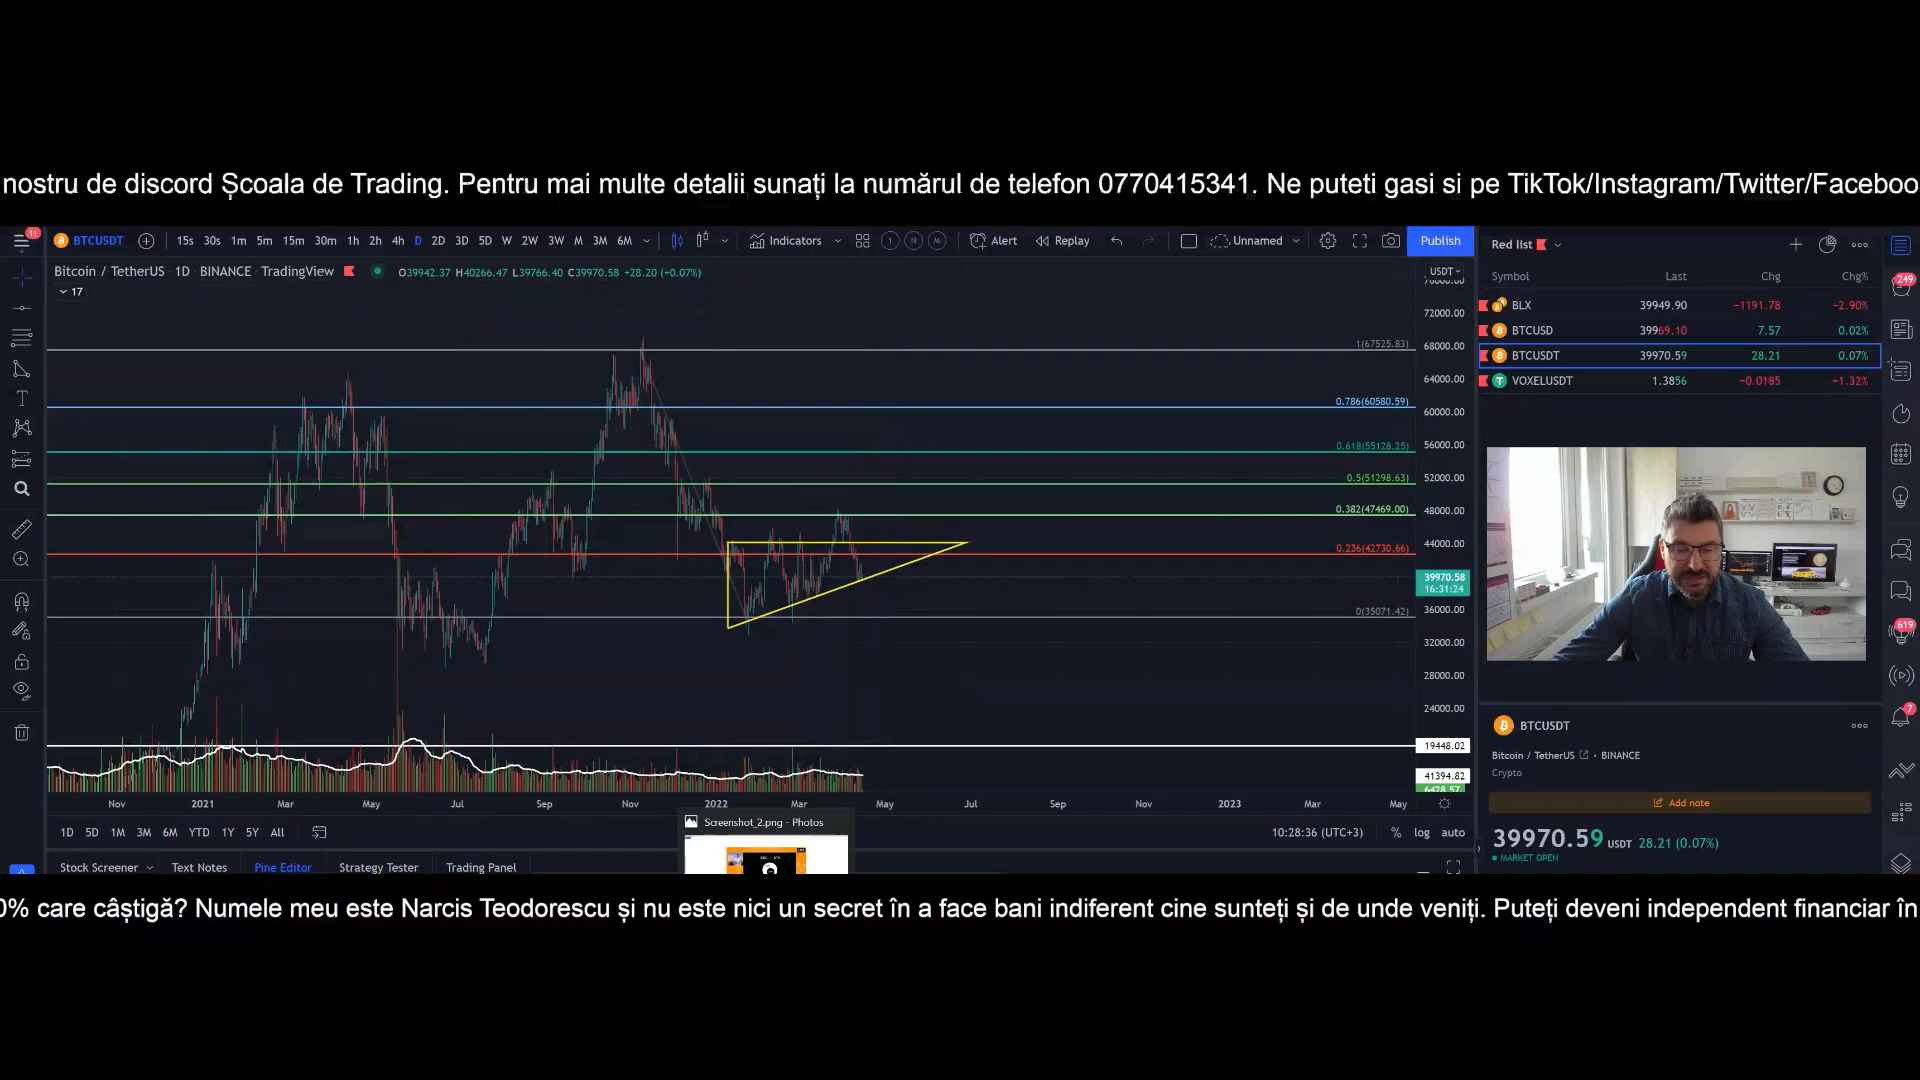 nostru de discord Școala de Trading. Pentru mai multe detalii sunați la numărul de telefon 0770415341. Ne puteti gasi si pe TikTok/Instagram/Twitter/Faceboo
11
BTCUSDT 15s 30s 1m 5m 15m 30m 1h 2h 4h D 2D 3D 5D W 2W 3W M 3M 6M Indicators Alert Replay Unnamed Publish
Bitcoin / TetherUS · 1D · BINANCE · TradingView O39942.37 H40266.47 L39766.40 C39970.58 +28.20 (+0.07%)
17
USDT
76000.00
72000.00
68000.00
64000.00
60000.00
56000.00
52000.00
48000.00
44000.00
39970.58
16:31:24
36000.00
32000.00
28000.00
24000.00
19448.02
41394.82
6428.57
1(67525.83)
0.786(60580.59)
0.618(55128.25)
0.5(51298.63)
0.382(47469.00)
0.236(42730.66)
0(35071.42)
Nov 2021 Mar May Jul Sep Nov 2022 Mar May Jul Sep Nov 2023 Mar May
1D 5D 1M 3M 6M YTD 1Y 5Y All
10:28:36 (UTC+3) % log auto
Screenshot_2.png - Photos
Stock Screener Text Notes Pine Editor Strategy Tester Trading Panel
Red list
Symbol Last Chg Chg%
BLX 39949.90 −1191.78 −2.90%
BTCUSD 39969.10 7.57 0.02%
BTCUSDT 39970.59 28.21 0.07%
VOXELUSDT 1.3856 −0.0185 −1.32%
249
619
7
BTCUSDT
Bitcoin / TetherUS • BINANCE
Crypto
Add note
39970.59 USDT 28.21 (0.07%)
MARKET OPEN
0% care câștigă? Numele meu este Narcis Teodorescu și nu este nici un secret în a face bani indiferent cine sunteți și de unde veniți. Puteți deveni independent financiar în